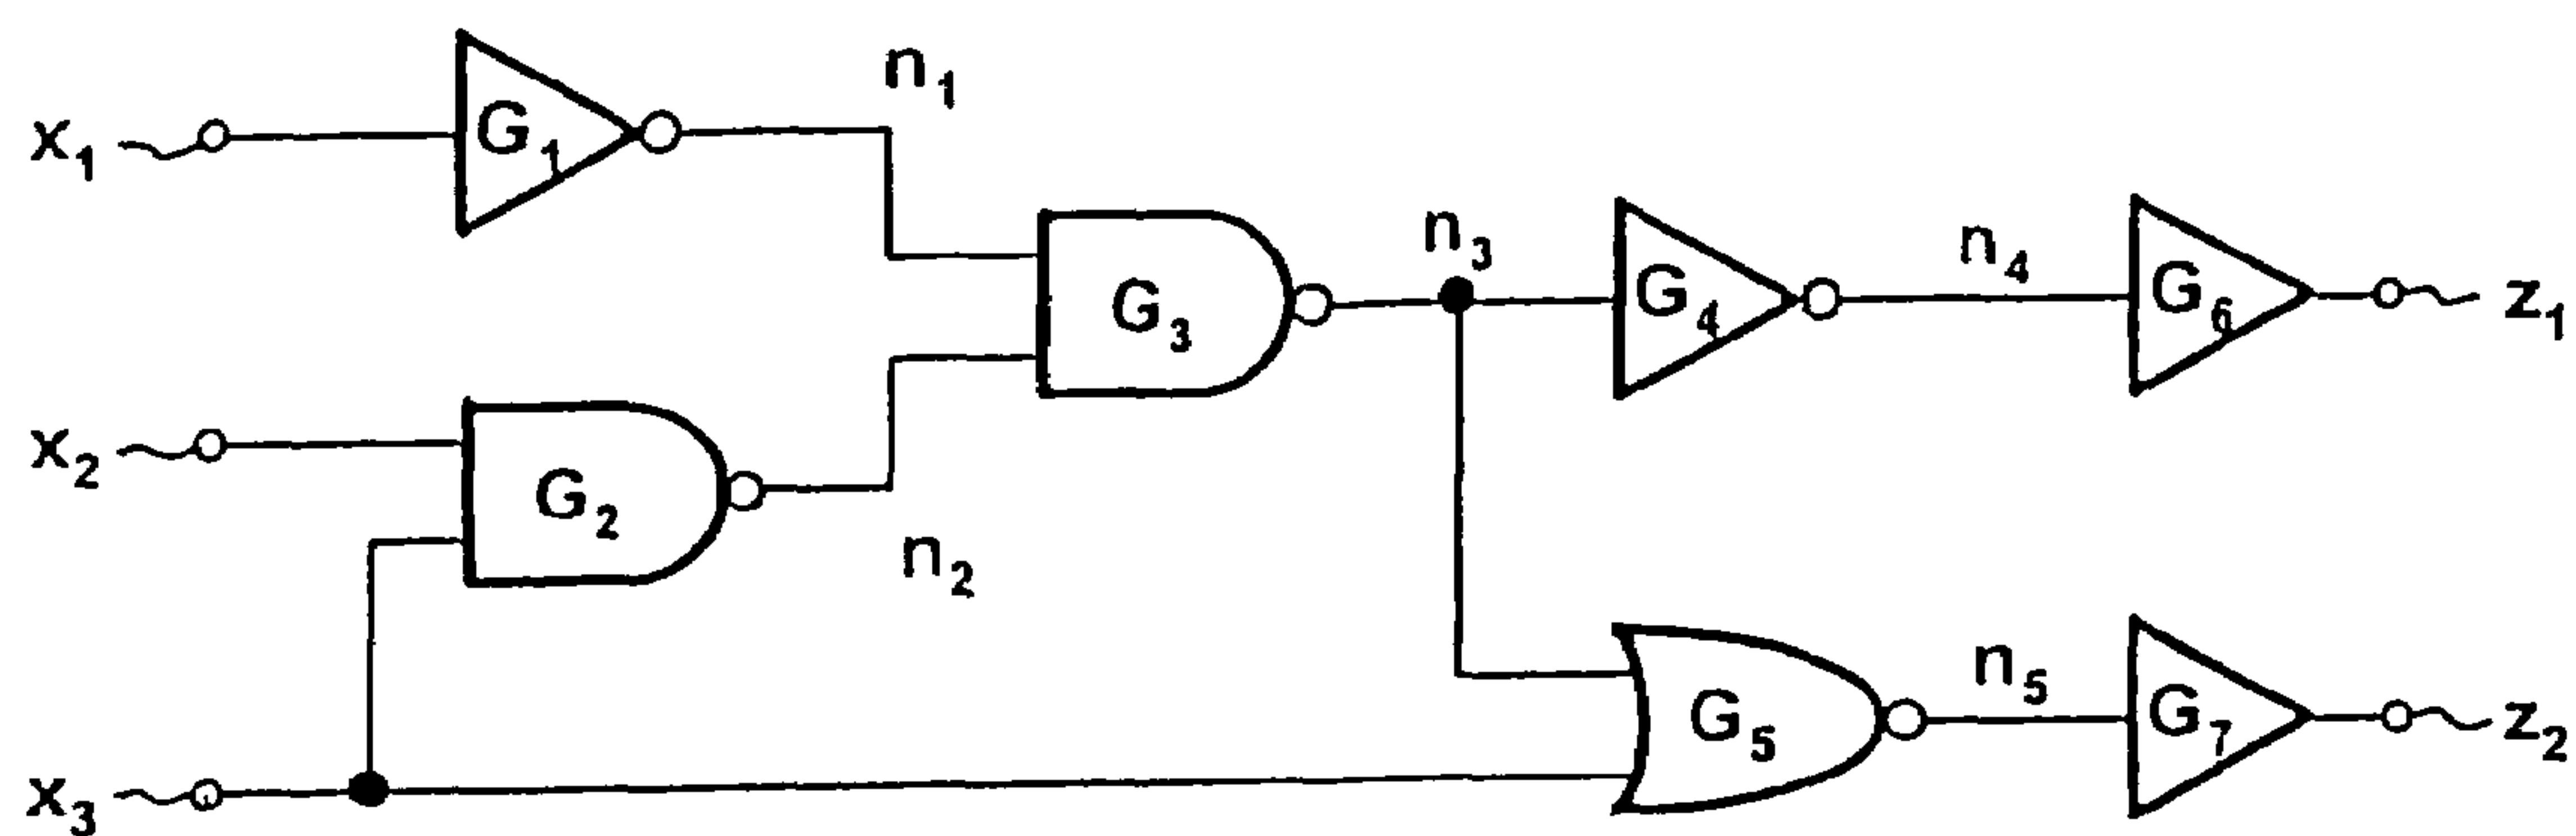 x₁
G₁
n₁
x₂
G₂
n₂
G₃
n₃
G₄
n₄
G₆
z₁
x₃
G₅
n₅
G₇
z₂